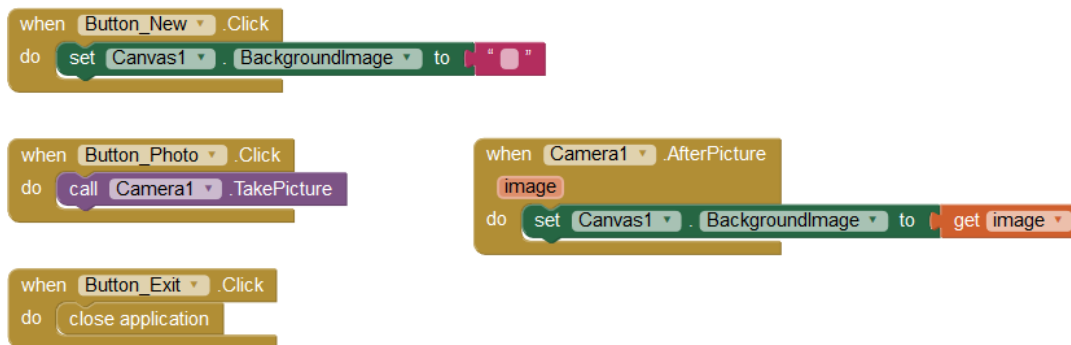 when Button_New .Click
do set Canvas1 . BackgroundImage to " "
when Button_Photo .Click
do call Camera1 .TakePicture
when Camera1 .AfterPicture
image
do set Canvas1 . BackgroundImage to get image
when Button_Exit .Click
do close application